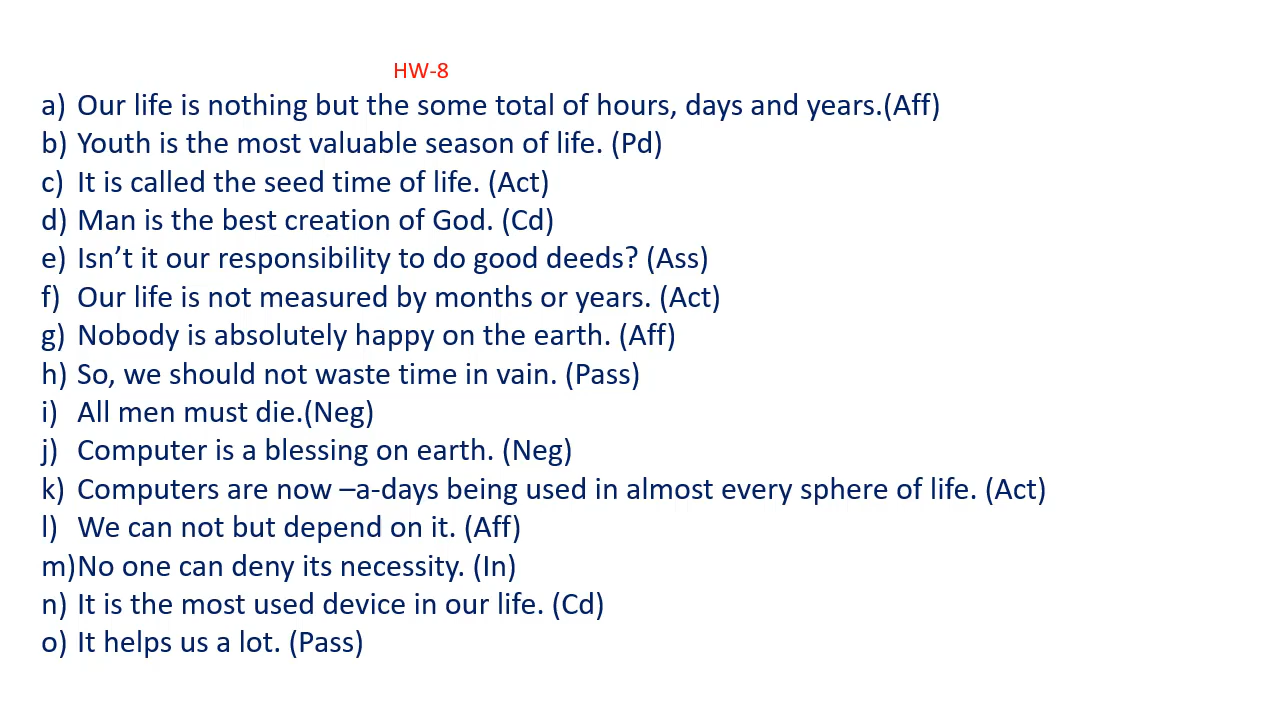 HW-8
a) Our life is nothing but the some total of hours, days and years.(Aff)
b) Youth is the most valuable season of life. (Pd)
c) It is called the seed time of life. (Act)
d) Man is the best creation of God. (Cd)
e) Isn’t it our responsibility to do good deeds? (Ass)
f) Our life is not measured by months or years. (Act)
g) Nobody is absolutely happy on the earth. (Aff)
h) So, we should not waste time in vain. (Pass)
i) All men must die.(Neg)
j) Computer is a blessing on earth. (Neg)
k) Computers are now –a-days being used in almost every sphere of life. (Act)
l) We can not but depend on it. (Aff)
m)No one can deny its necessity. (In)
n) It is the most used device in our life. (Cd)
o) It helps us a lot. (Pass)